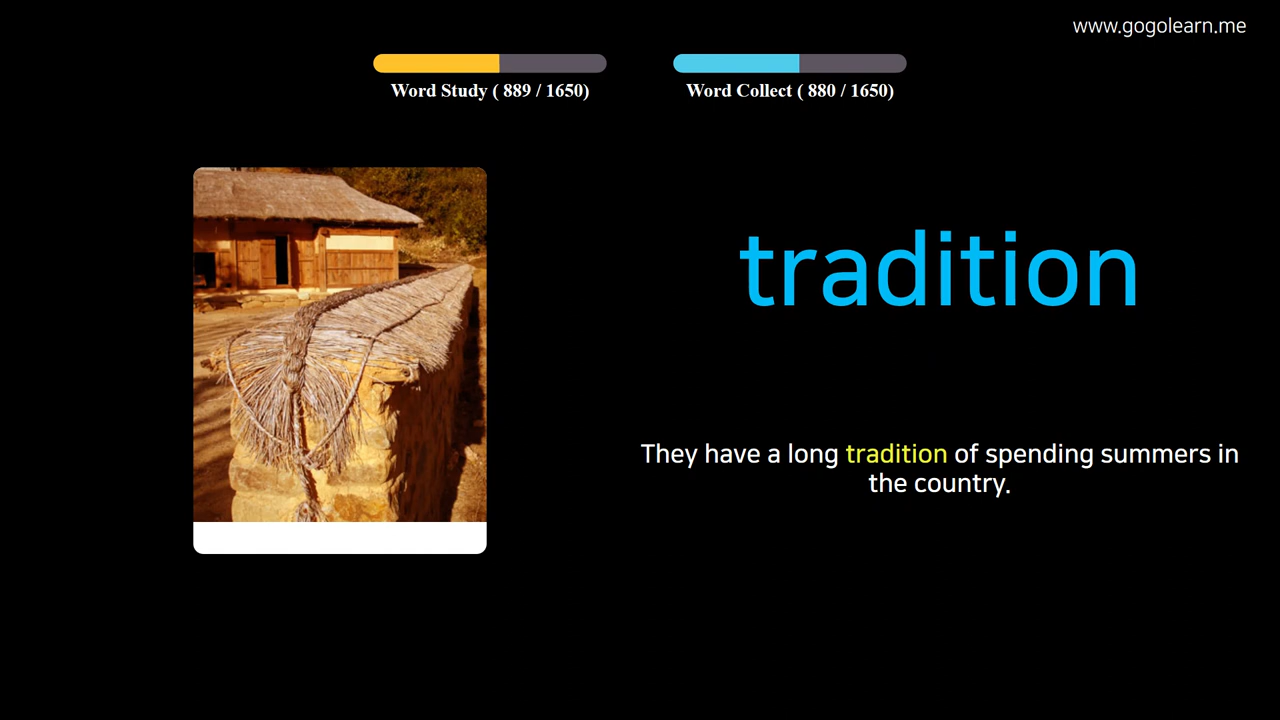 www.gogolearn.me
Word Study ( 889 / 1650)
Word Collect ( 880 / 1650)
tradition
They have a long tradition of spending summers in
the country.